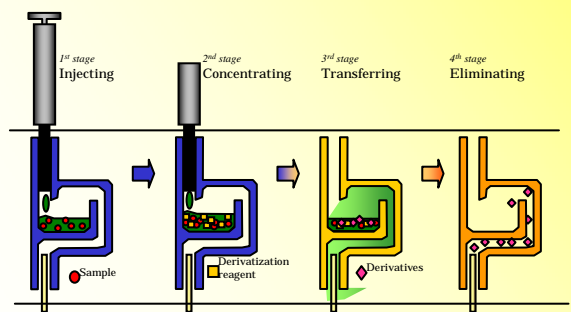 1st stage
Injecting
2nd stage
Concentrating
3rd stage
Transferring
4th stage
Eliminating
Sample
Derivatization
reagent
Derivatives